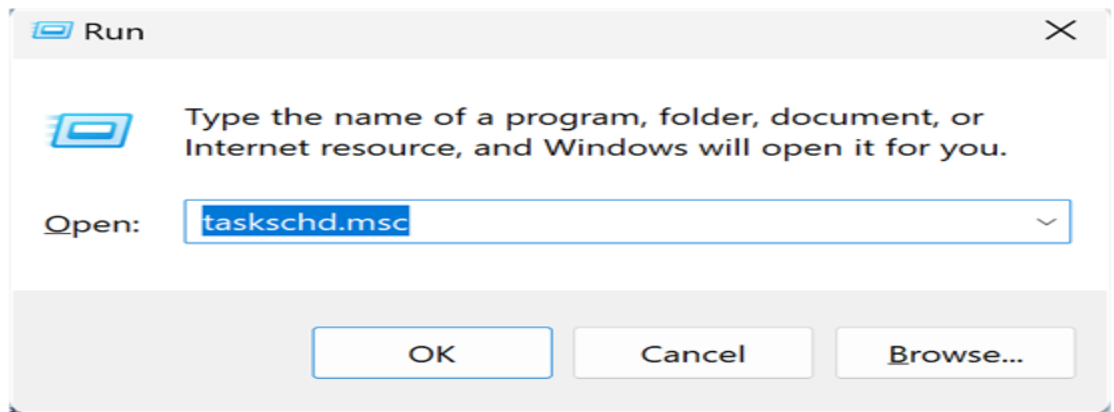 Run
Type the name of a program, folder, document, or
Internet resource, and Windows will open it for you.
Open: taskschd.msc
OK Cancel Browse...